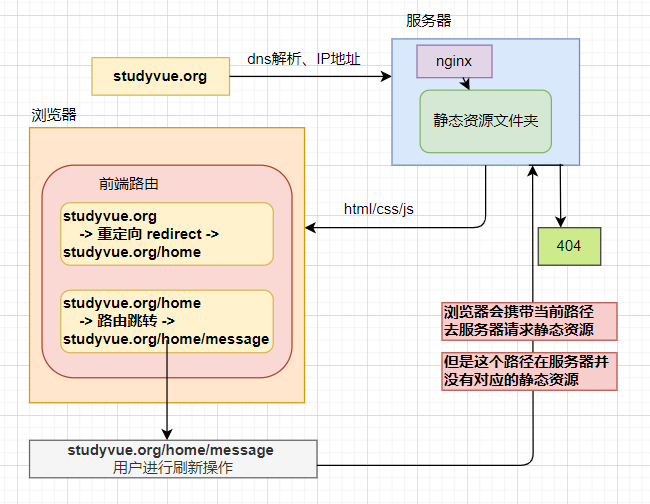 服务器
studyvue.org
dns解析、IP地址
nginx
静态资源文件夹
浏览器
前端路由
studyvue.org
-> 重定向 redirect ->
studyvue.org/home
html/css/js
404
studyvue.org/home
-> 路由跳转 ->
studyvue.org/home/message
浏览器会携带当前路径
去服务器请求静态资源
但是这个路径在服务器并
没有对应的静态资源
studyvue.org/home/message
用户进行刷新操作